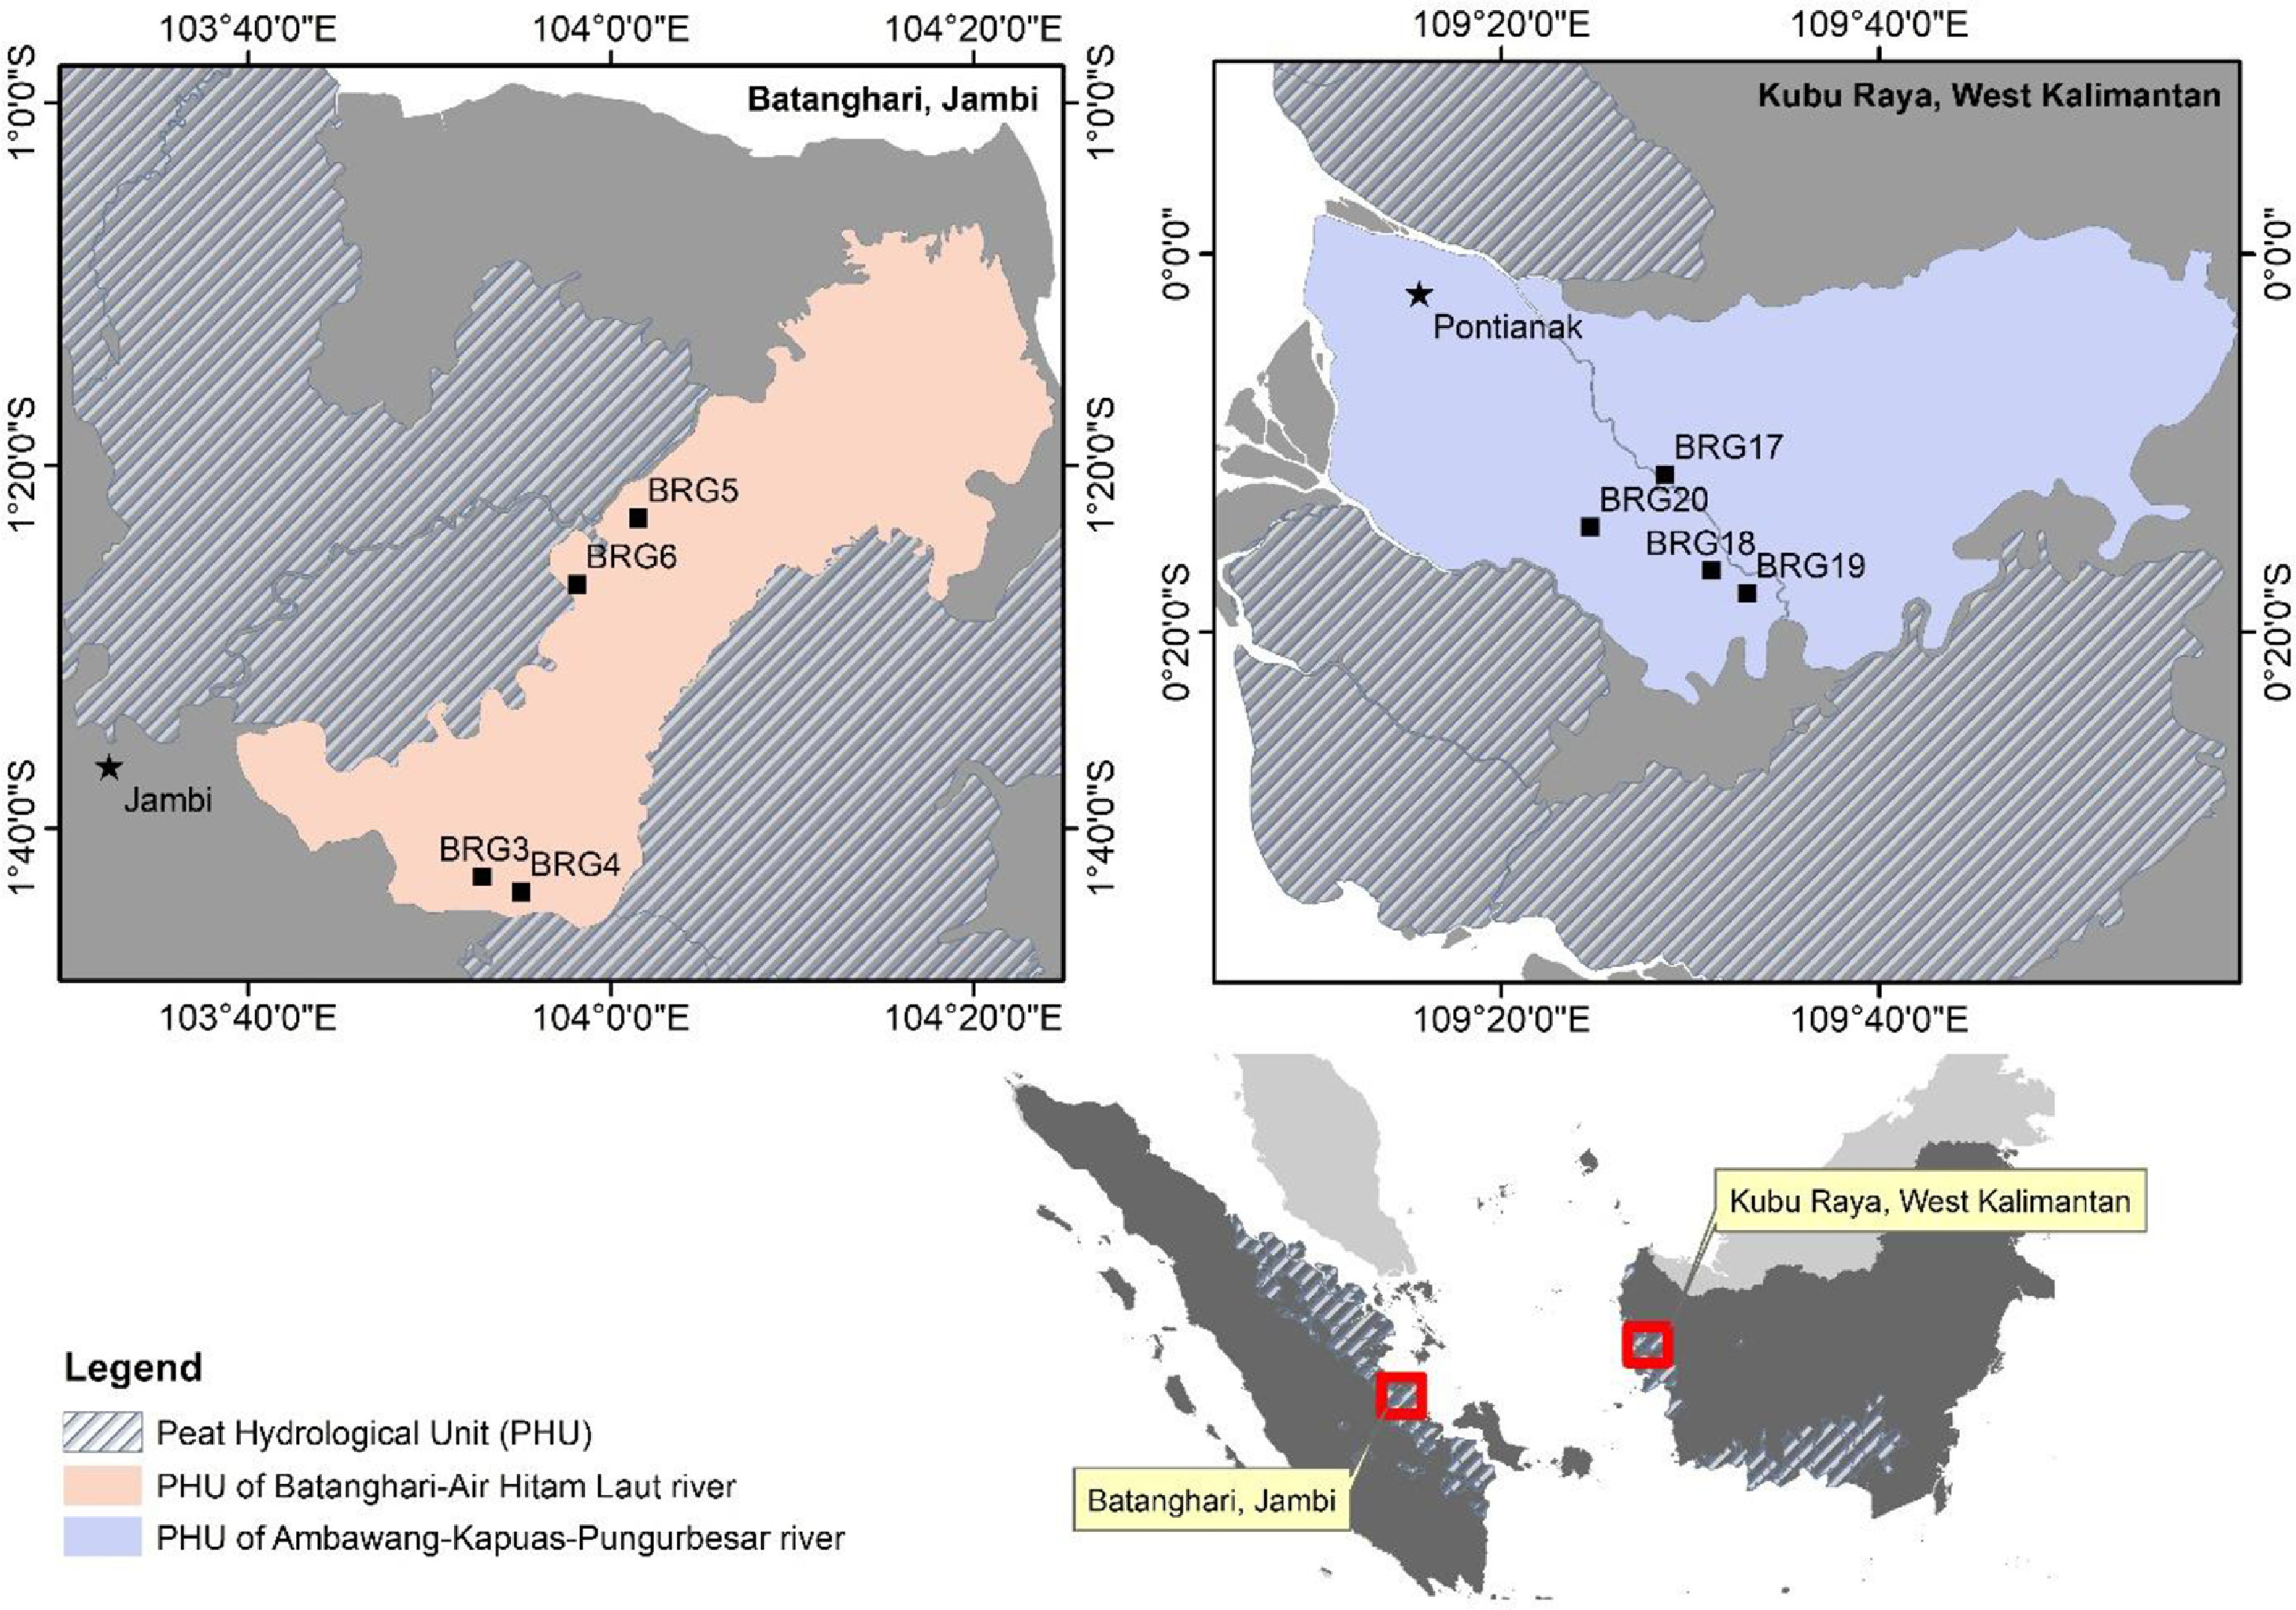 103°40'0"E 104°0'0"E 104°20'0"E
109°20'0"E 109°40'0"E
Batanghari, Jambi
1°0'0"S
1°0'0"S
1°20'0"S
1°20'0"S
1°40'0"S
1°40'0"S
BRG5
BRG6
Jambi
BRG3
BRG4
103°40'0"E 104°0'0"E 104°20'0"E
Kubu Raya, West Kalimantan
0°0'0"
0°0'0"
Pontianak
BRG17
BRG20
BRG18
BRG19
0°20'0"S
0°20'0"S
109°20'0"E 109°40'0"E
Kubu Raya, West Kalimantan
Batanghari, Jambi
Legend
Peat Hydrological Unit (PHU)
PHU of Batanghari-Air Hitam Laut river
PHU of Ambawang-Kapuas-Pungurbesar river